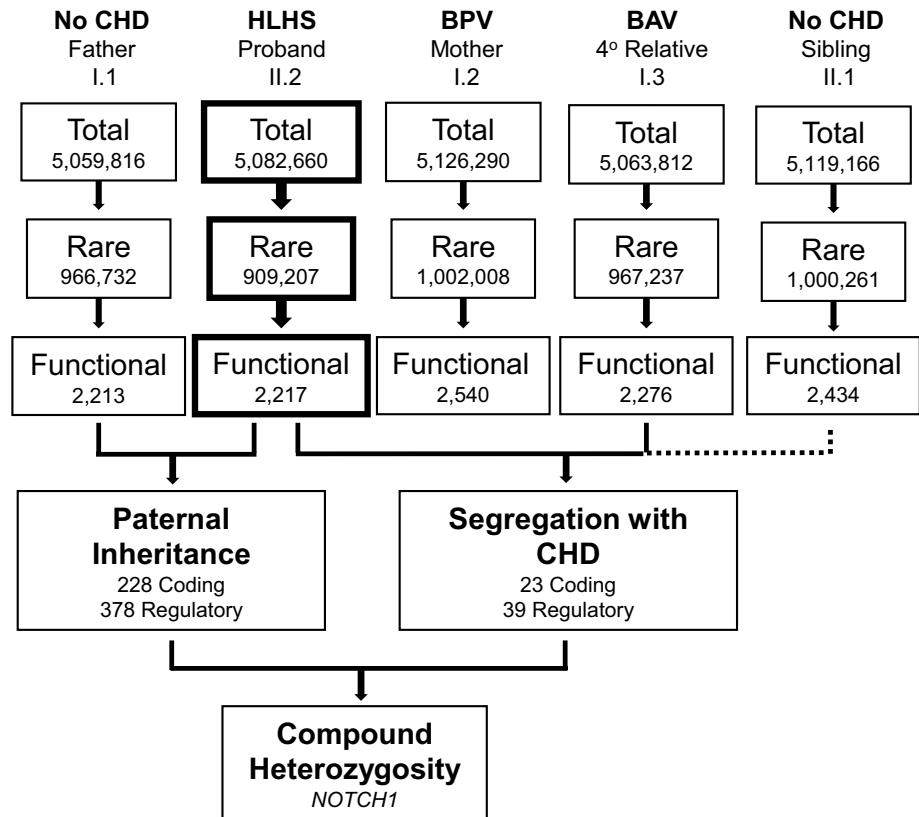 No CHD
Father
I.1
HLHS
Proband
II.2
BPV
Mother
I.2
BAV
4º Relative
I.3
No CHD
Sibling
II.1
Total
5,059,816
Total
5,082,660
Total
5,126,290
Total
5,063,812
Total
5,119,166
Rare
966,732
Rare
909,207
Rare
1,002,008
Rare
967,237
Rare
1,000,261
Functional
2,213
Functional
2,217
Functional
2,540
Functional
2,276
Functional
2,434
Paternal
Inheritance
228 Coding
378 Regulatory
Segregation with
CHD
23 Coding
39 Regulatory
Compound
Heterozygosity
NOTCH1